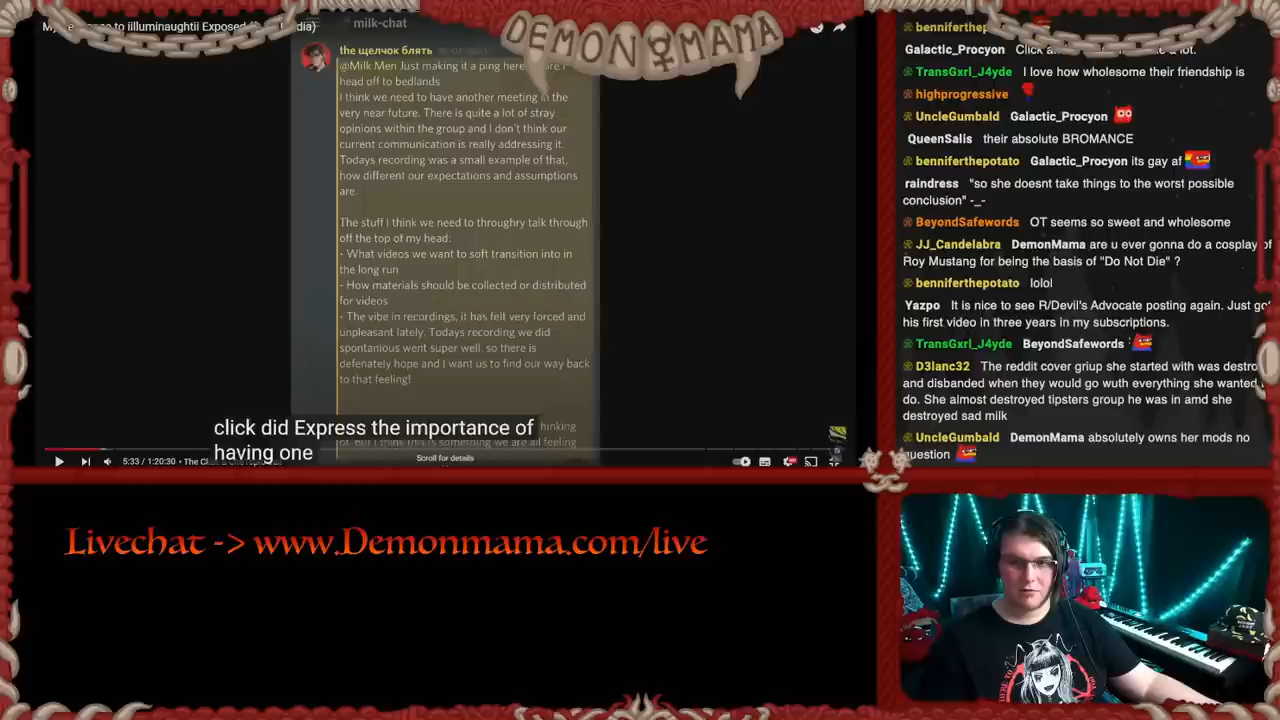 My
to iilluminaughtii Exposed
milk-chat
DEMON MAMA
the щелчок блять
@Milk Men Just making it a ping here
head off to bedlands
I think we need to have another meeting in the
very near future. There is quite a lot of stray
opinions within the group and I don't think our
current communication is really addressing it.
Todays recording was a small example of that,
how different our expectations and assumptions
are.
The stuff I think we need to throughry talk through
off the top of my head:
- What videos we want to soft transition into in
the long run
- How materials should be collected or distributed
for videos
- The vibe in recordings, it has felt very forced and
unpleasant lately. Todays recording we did
spontanious went super well, so there is
defenately hope and I want us to find our way back
to that feeling!
click did Express the importance of
having one
5:33 / 1:20:30 • The Click
Scroll for details
Livechat -> www.Demonmama.com/live
Galactic_Procyon Click
lot.
TransGxrl_J4yde I love how wholesome their friendship is
highprogressive
UncleGumbald Galactic_Procyon
QueenSalis their absolute BROMANCE
benniferthepotato Galactic_Procyon its gay af
raindress "so she doesnt take things to the worst possible
conclusion" -_-
BeyondSafewords OT seems so sweet and wholesome
JJ_Candelabra DemonMama are u ever gonna do a cosplay of
Roy Mustang for being the basis of "Do Not Die" ?
benniferthepotato lolol
Yazpo It is nice to see R/Devil's Advocate posting again. Just got
his first video in three years in my subscriptions.
TransGxrl_J4yde BeyondSafewords
D3lanc32 The reddit cover griup she started with was destro
and disbanded when they would go wuth everything she wanted
do. She almost destroyed tipsters group he was in amd she
destroyed sad milk
UncleGumbald DemonMama absolutely owns her mods no
question